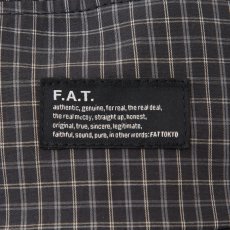 F.A.T.
authentic, genuine, for real, the real deal,
the real mccoy, straight up, honest,
original, true, sincere, legitimate,
faithful, sound, pure, in other words: FAT TOKYO